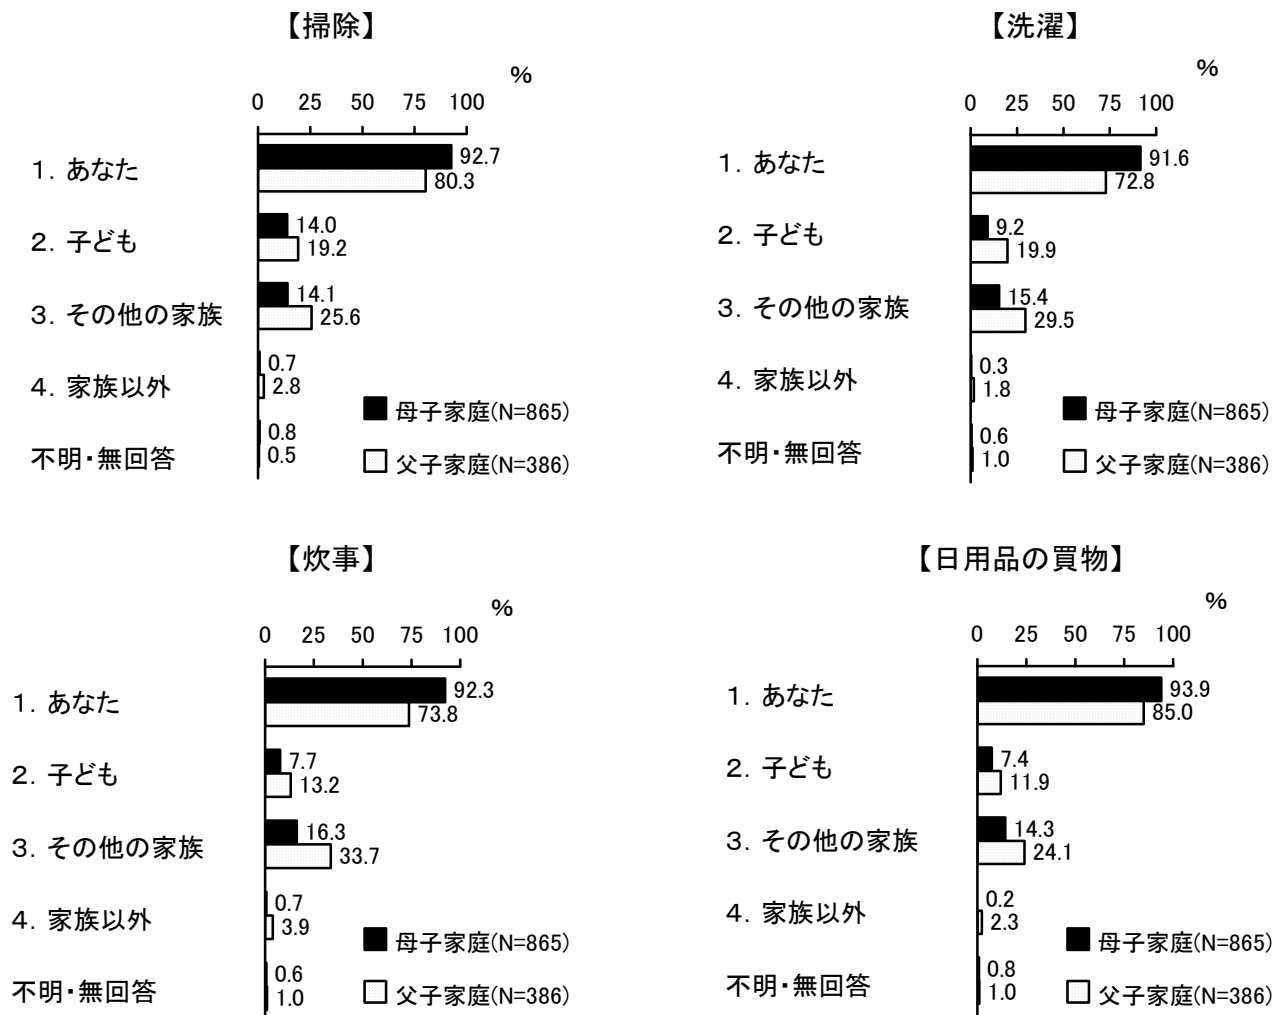 【掃除】
%
0 25 50 75 100
1. あなた 92.7
80.3
2. 子ども 14.0
19.2
3. その他の家族 14.1
25.6
4. 家族以外 0.7
2.8
不明・無回答 0.8
0.5
母子家庭(N=865)
父子家庭(N=386)
【洗濯】
%
0 25 50 75 100
1. あなた 91.6
72.8
2. 子ども 9.2
19.9
3. その他の家族 15.4
29.5
4. 家族以外 0.3
1.8
不明・無回答 0.6
1.0
母子家庭(N=865)
父子家庭(N=386)
【炊事】
%
0 25 50 75 100
1. あなた 92.3
73.8
2. 子ども 7.7
13.2
3. その他の家族 16.3
33.7
4. 家族以外 0.7
3.9
不明・無回答 0.6
1.0
母子家庭(N=865)
父子家庭(N=386)
【日用品の買物】
%
0 25 50 75 100
1. あなた 93.9
85.0
2. 子ども 7.4
11.9
3. その他の家族 14.3
24.1
4. 家族以外 0.2
2.3
不明・無回答 0.8
1.0
母子家庭(N=865)
父子家庭(N=386)